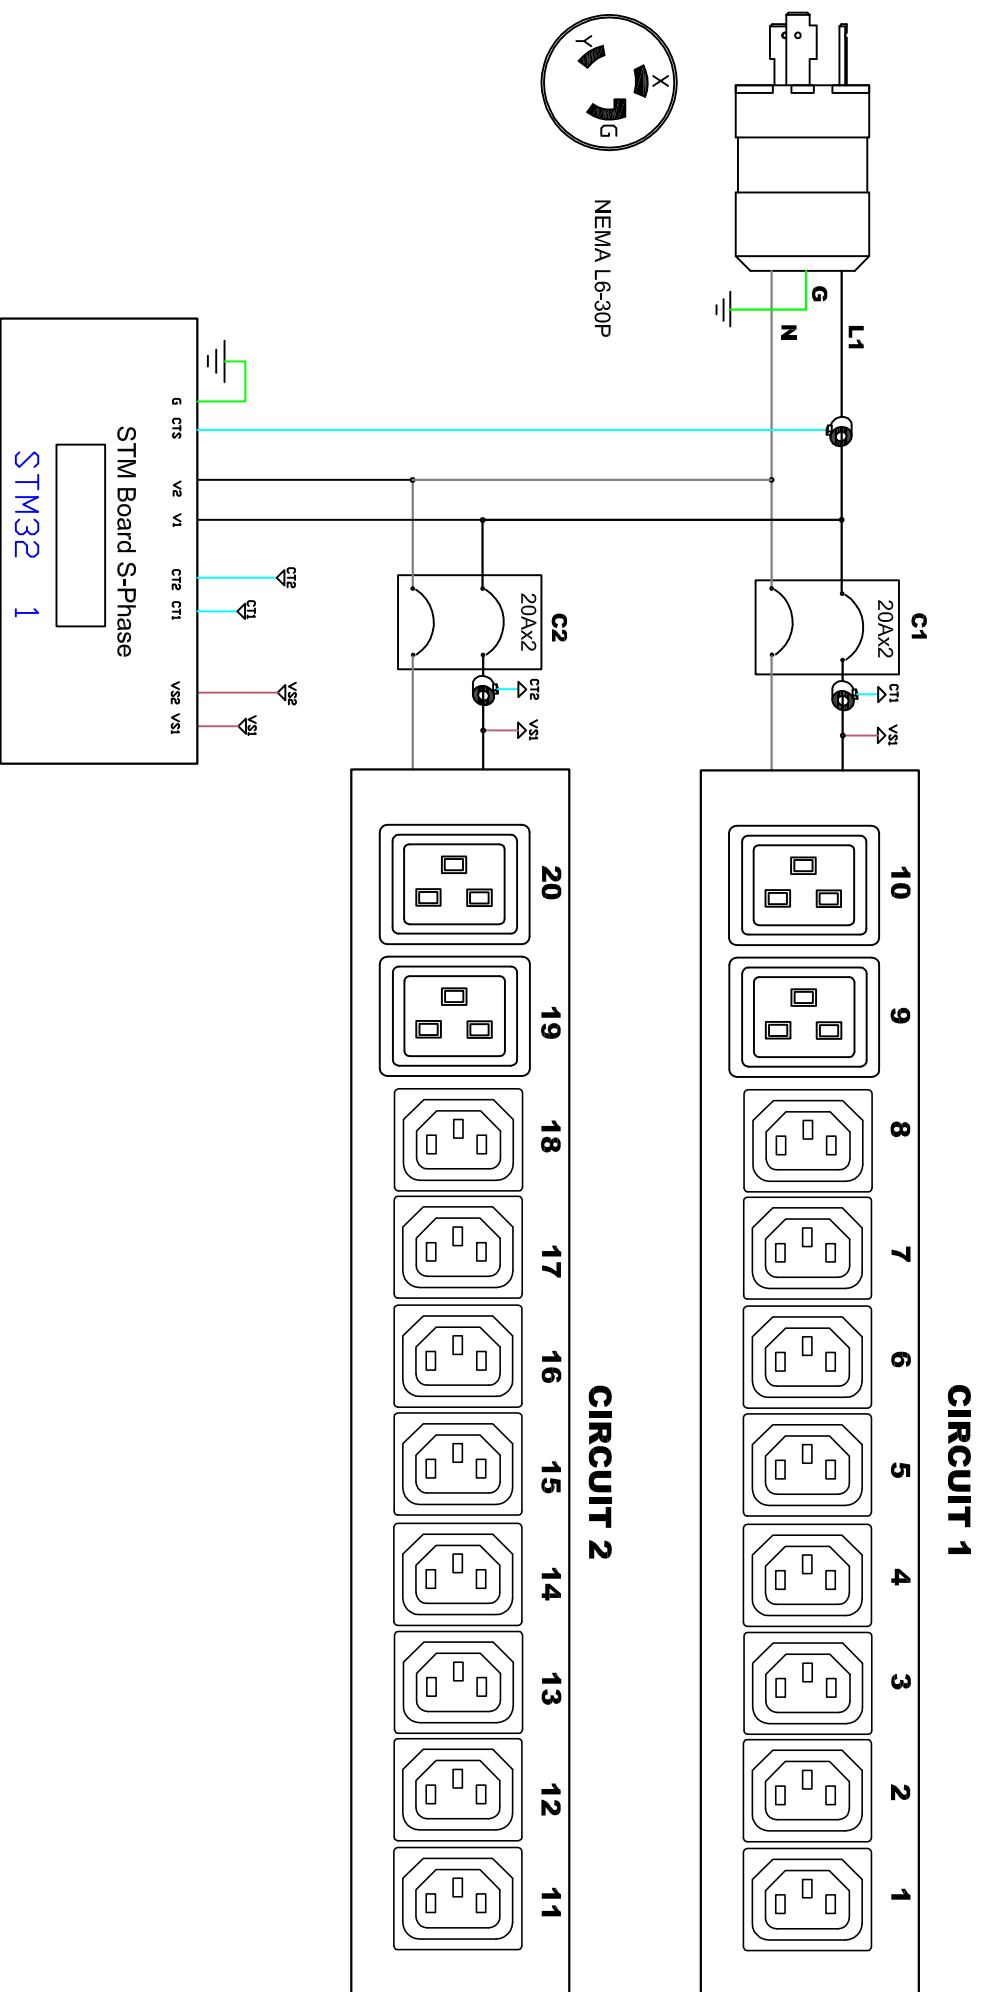 CIRCUIT 1
10
9
8
7
6
5
4
3
2
1
C1
20Ax2
CT1
VS1
L1
G
N
NEMA L6-30P
X
Y
G
CIRCUIT 2
20
19
18
17
16
15
14
13
12
11
C2
20Ax2
CT2
VS1
CT2
CT1
VS2
VS1
G
CTS
V2
V1
CT2
CT1
VS2
VS1
STM Board S-Phase
STM32 1